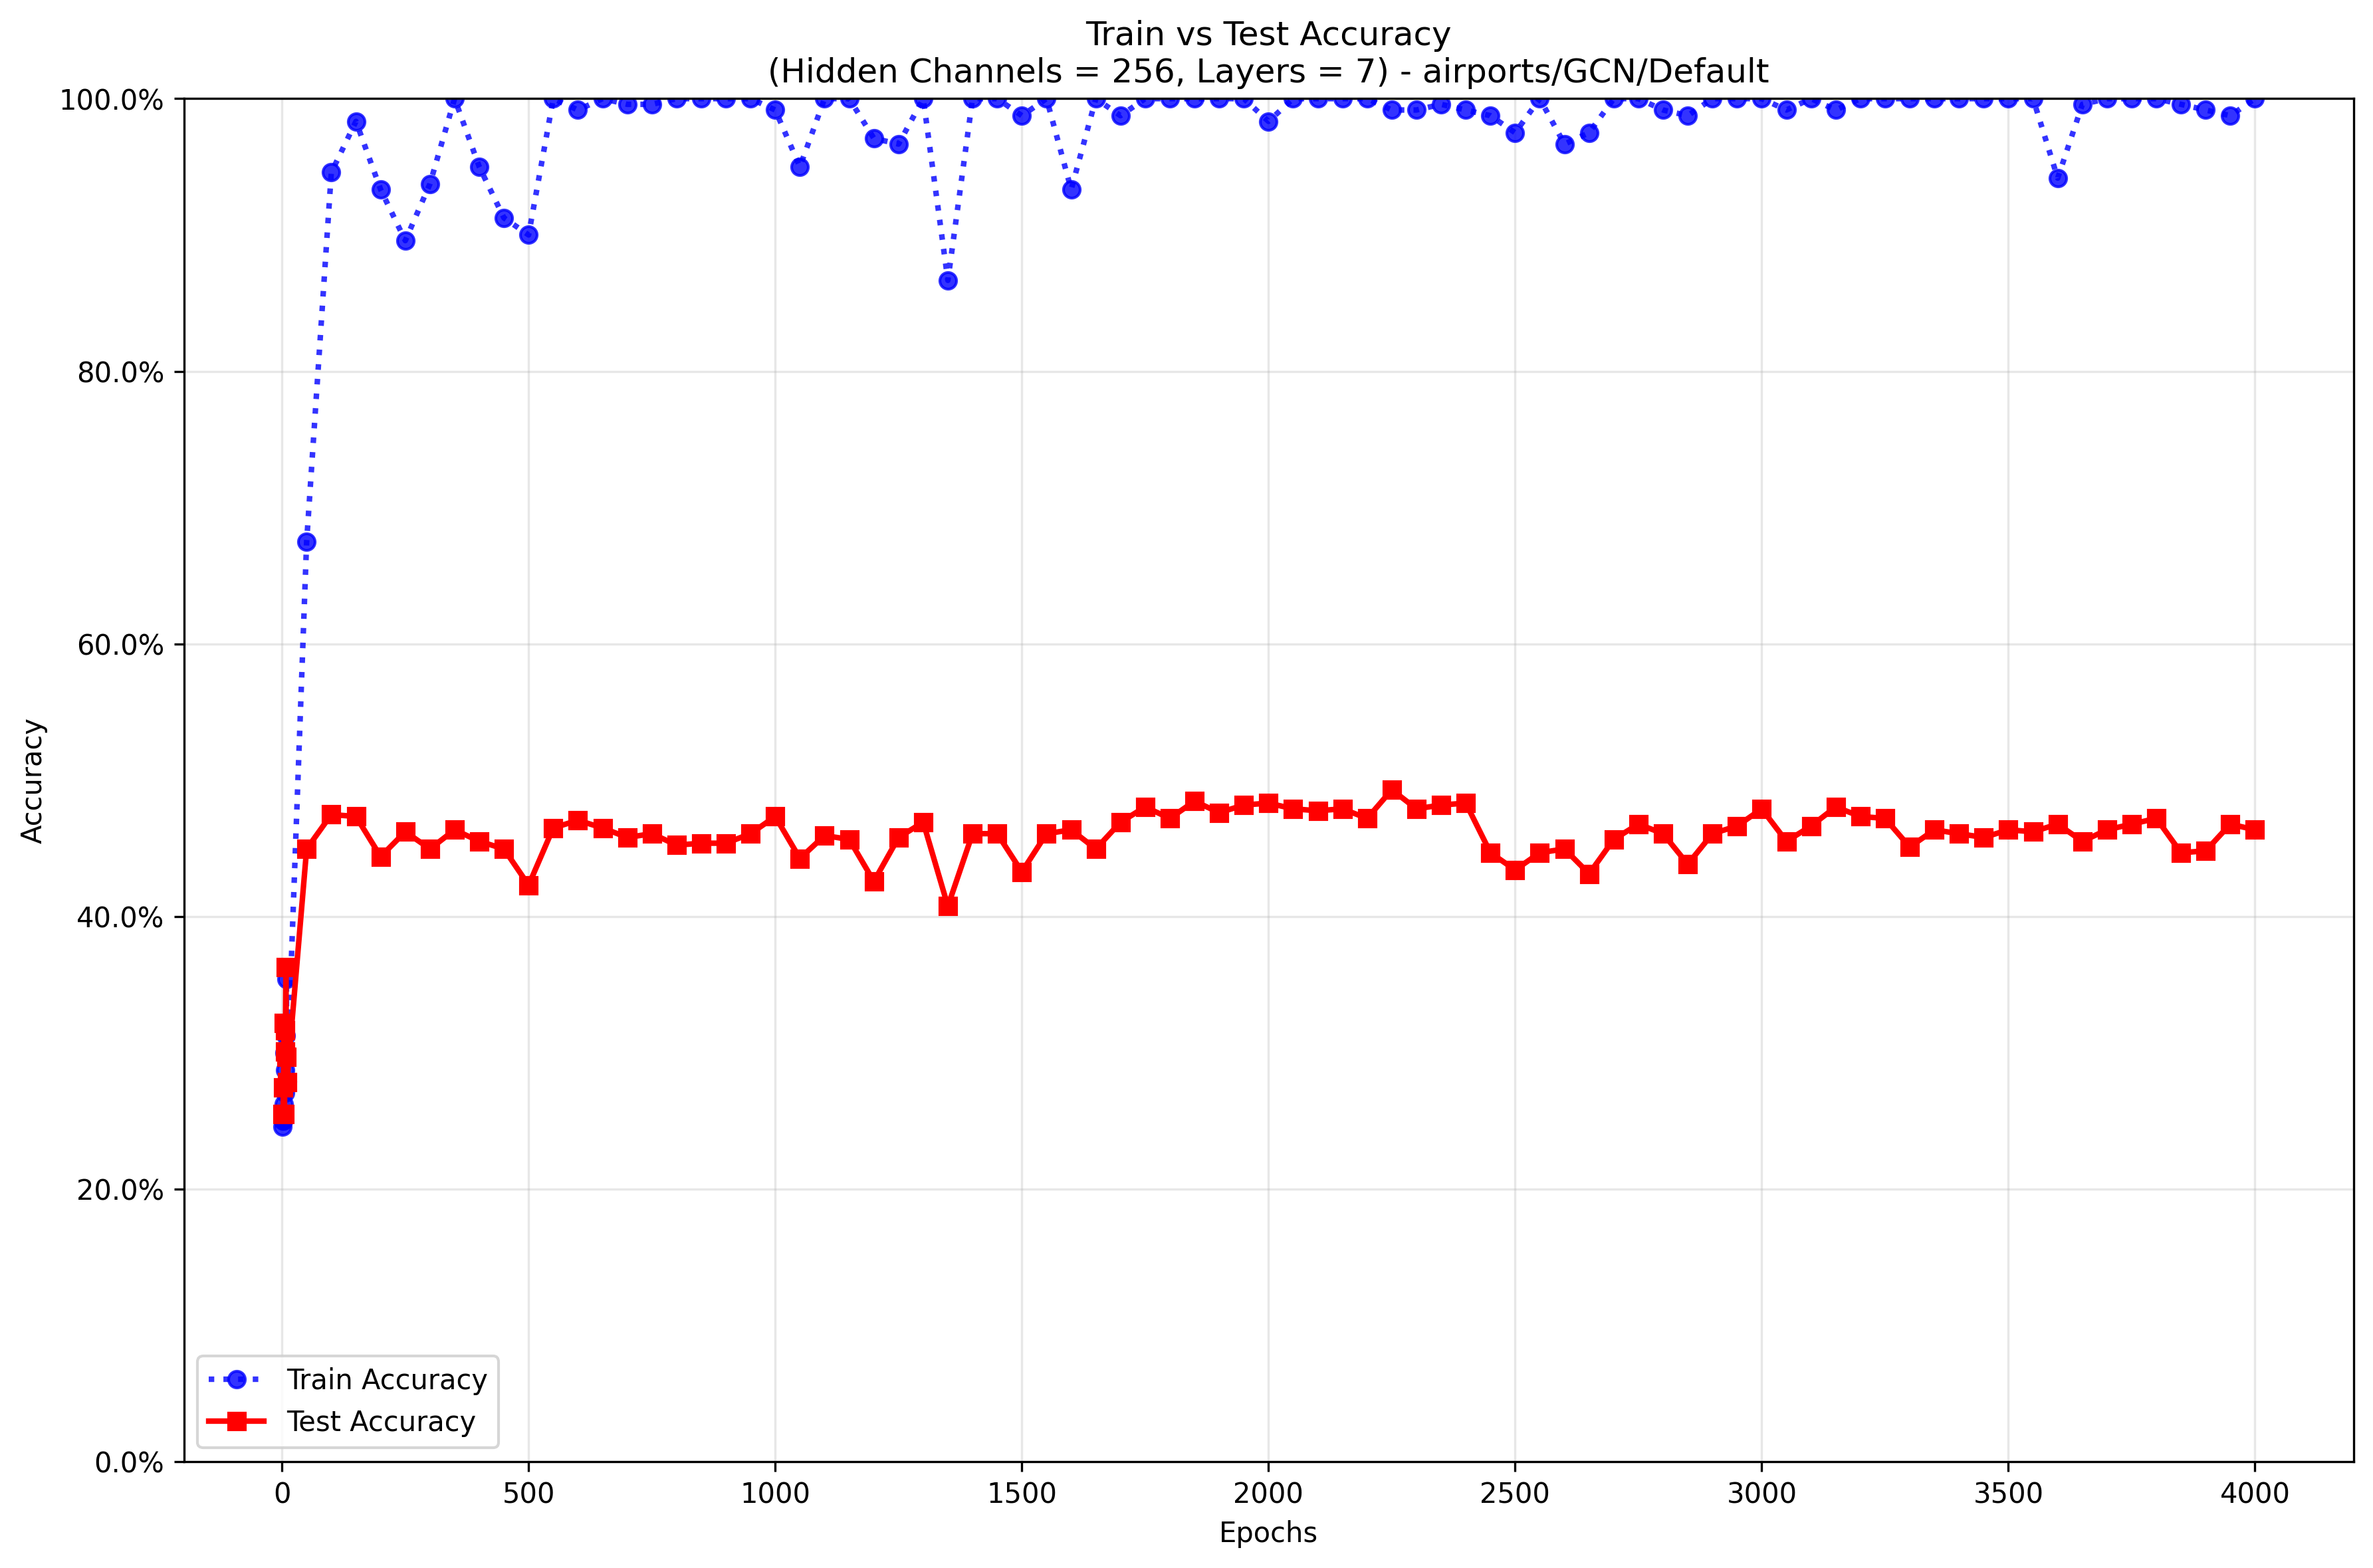 Train vs Test Accuracy
(Hidden Channels = 256, Layers = 7) - airports/GCN/Default
100.0%
80.0%
60.0%
40.0%
20.0%
0.0%
Accuracy
Train Accuracy
Test Accuracy
0 500 1000 1500 2000 2500 3000 3500 4000
Epochs